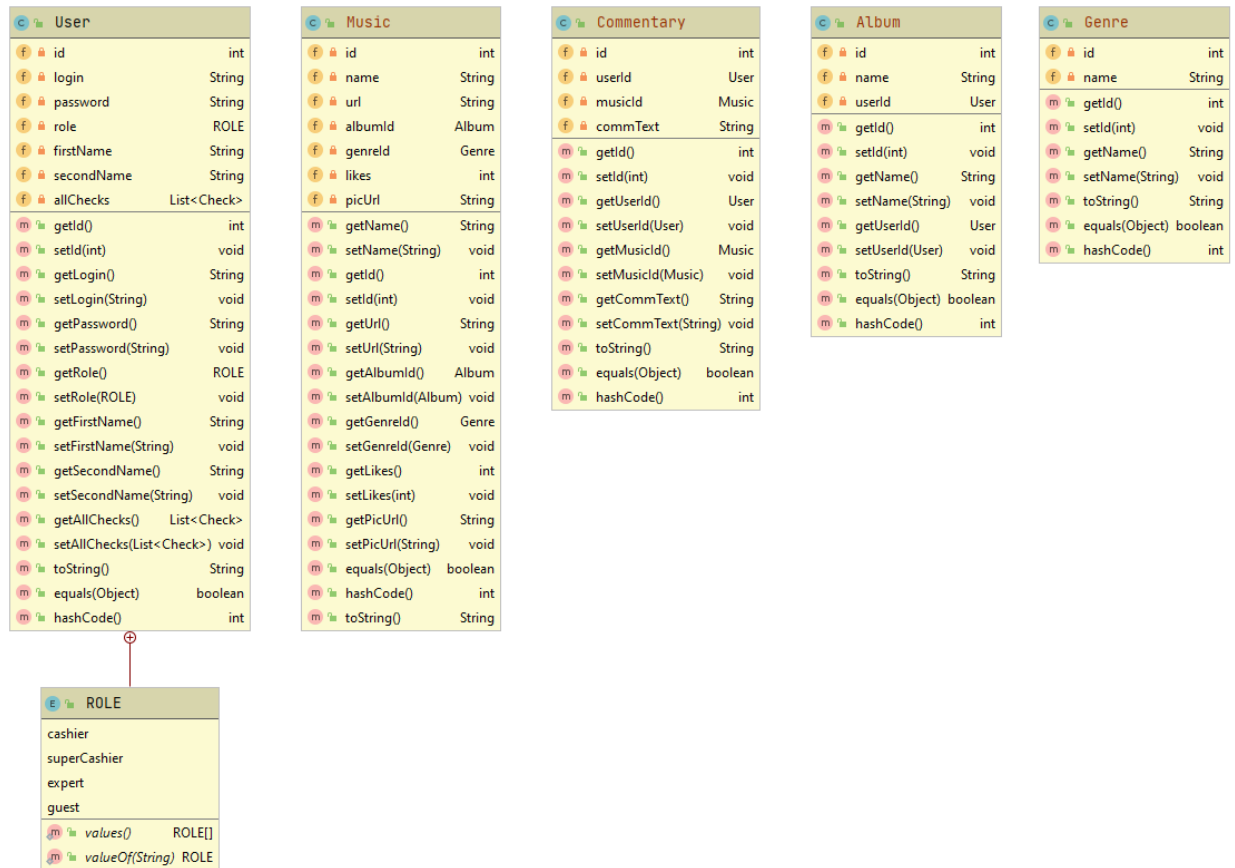 User
id int
login String
password String
role ROLE
firstName String
secondName String
allChecks List<Check>
getId() int
setId(int) void
getLogin() String
setLogin(String) void
getPassword() String
setPassword(String) void
getRole() ROLE
setRole(ROLE) void
getFirstName() String
setFirstName(String) void
getSecondName() String
setSecondName(String) void
getAllChecks() List<Check>
setAllChecks(List<Check>) void
toString() String
equals(Object) boolean
hashCode() int
ROLE
cashier
superCashier
expert
guest
values() ROLE[]
valueOf(String) ROLE
Music
id int
name String
url String
albumId Album
genreId Genre
likes int
picUrl String
getName() String
setName(String) void
getId() int
setId(int) void
getUrl() String
setUrl(String) void
getAlbumId() Album
setAlbumId(Album) void
getGenreId() Genre
setGenreId(Genre) void
getLikes() int
setLikes(int) void
getPicUrl() String
setPicUrl(String) void
equals(Object) boolean
hashCode() int
toString() String
Commentary
id int
userId User
musicId Music
commText String
getId() int
setId(int) void
getUserId() User
setUserId(User) void
getMusicId() Music
setMusicId(Music) void
getCommText() String
setCommText(String) void
toString() String
equals(Object) boolean
hashCode() int
Album
id int
name String
userId User
getId() int
setId(int) void
getName() String
setName(String) void
getUserId() User
setUserId(User) void
toString() String
equals(Object) boolean
hashCode() int
Genre
id int
name String
getId() int
setId(int) void
getName() String
setName(String) void
toString() String
equals(Object) boolean
hashCode() int